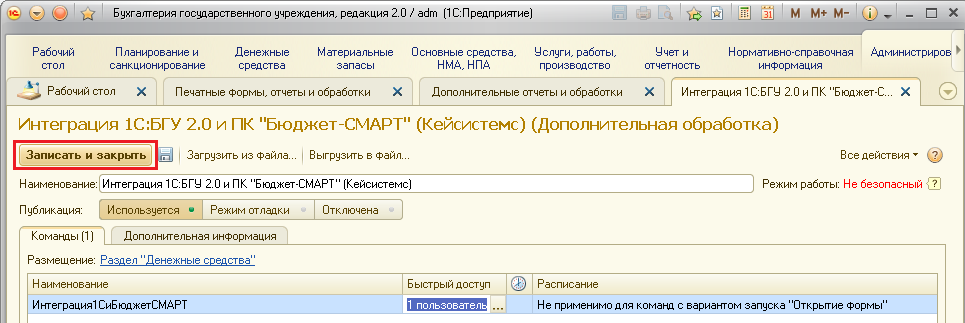 Бухгалтерия государственного учреждения, редакция 2.0 / adm (1С:Предприятие)
M M+ M-
Рабочий стол
Планирование и санкционирование
Денежные средства
Материальные запасы
Основные средства, НМА, НПА
Услуги, работы, производство
Учет и отчетность
Нормативно-справочная информация
Администриров
Рабочий стол
Печатные формы, отчеты и обработки
Дополнительные отчеты и обработки
Интеграция 1С:БГУ 2.0 и ПК "Бюджет-С...
Интеграция 1С:БГУ 2.0 и ПК "Бюджет-СМАРТ" (Кейсистемс) (Дополнительная обработка)
Записать и закрыть
Загрузить из файла...
Выгрузить в файл...
Все действия
?
Наименование: Интеграция 1С:БГУ 2.0 и ПК "Бюджет-СМАРТ" (Кейсистемс)
Режим работы: Не безопасный ?
Публикация: Используется Режим отладки Отключена
Команды (1) Дополнительная информация
Размещение: Раздел "Денежные средства"
Наименование Быстрый доступ Расписание
Интеграция1СиБюджетСМАРТ 1 пользователь ... Не применимо для команд с вариантом запуска "Открытие формы"